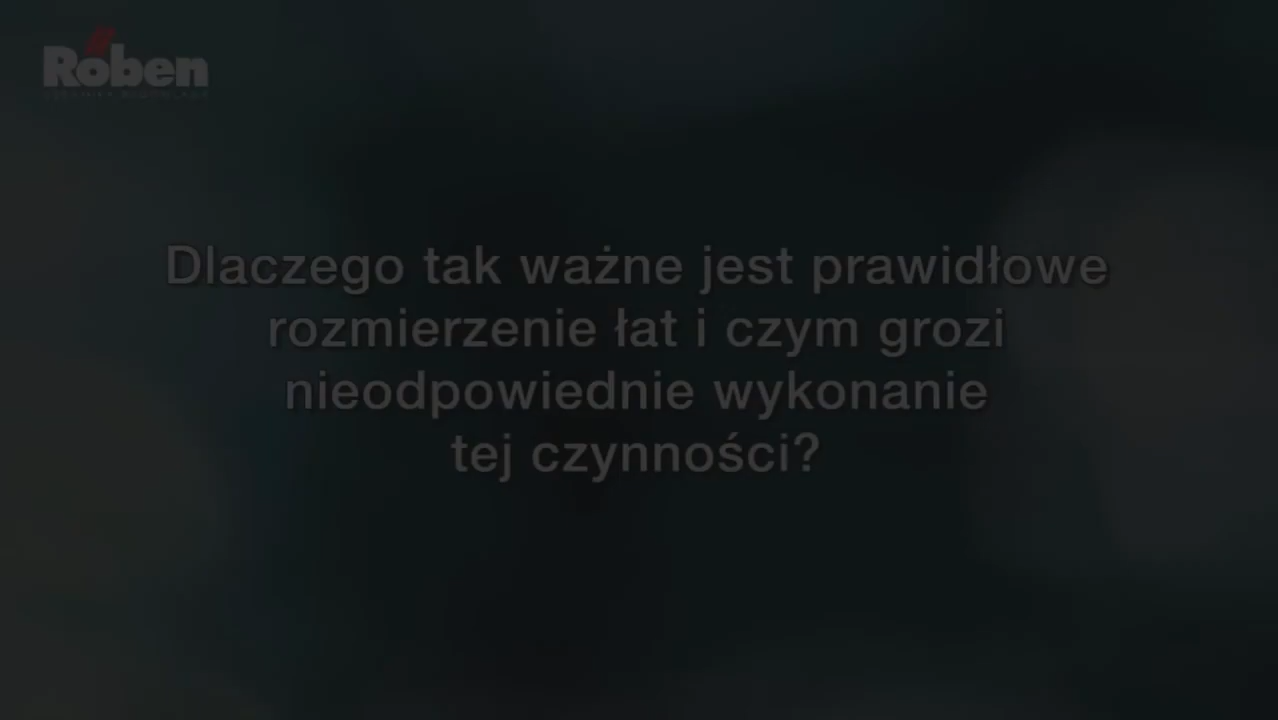 Röben
Dlaczego tak ważne jest prawidłowe
rozmierzenie łat i czym grozi
nieodpowiednie wykonanie
tej czynności?